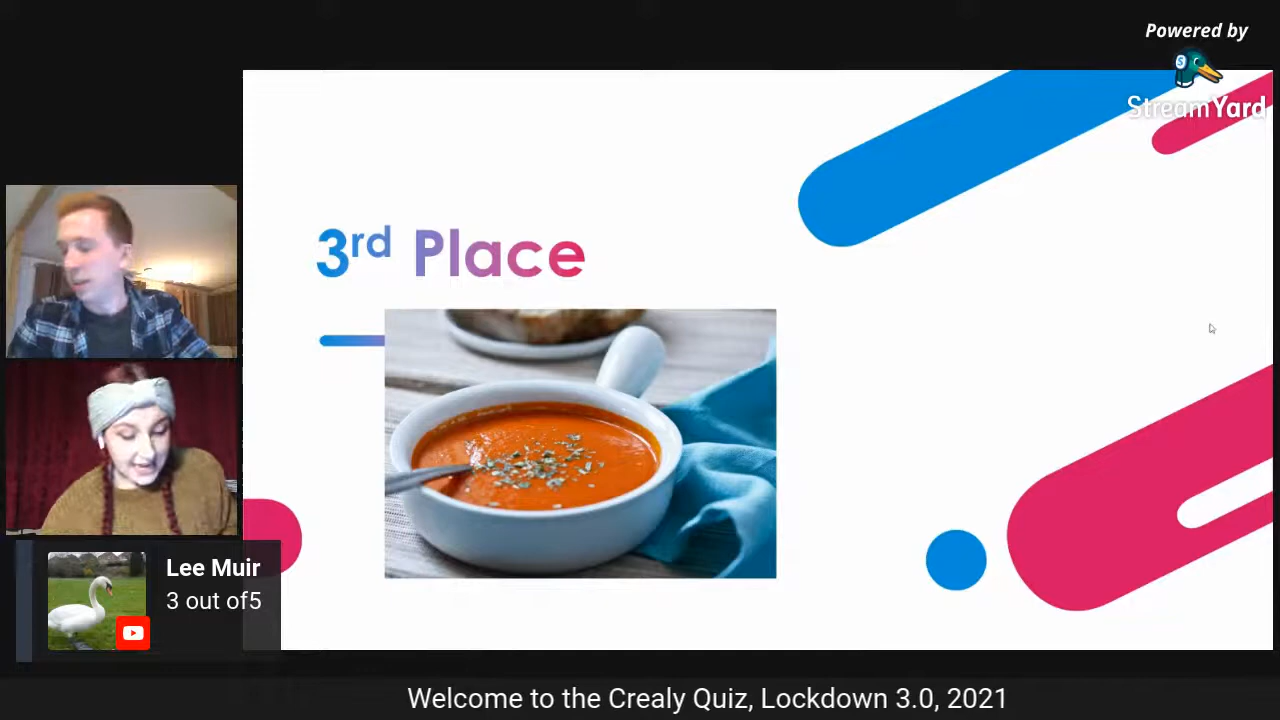 Powered by
StreamYard
3rd Place
Lee Muir
3 out of5
Welcome to the Crealy Quiz, Lockdown 3.0, 2021